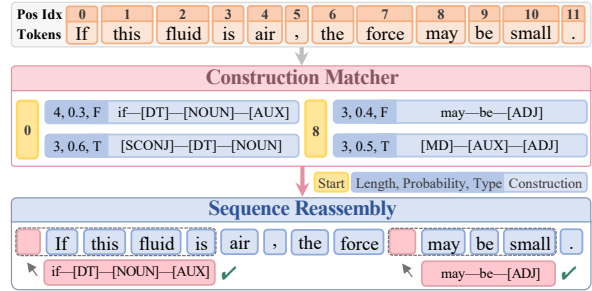 Pos Idx 0 1 2 3 4 5 6 7 8 9 10 11
Tokens If this fluid is air , the force may be small .
Construction Matcher
0
4, 0.3, F if—[DT]—[NOUN]—[AUX]
3, 0.6, T [SCONJ]—[DT]—[NOUN]
8
3, 0.4, F may—be—[ADJ]
3, 0.5, T [MD]—[AUX]—[ADJ]
Start Length, Probability, Type Construction
Sequence Reassembly
If this fluid is air , the force may be small .
if—[DT]—[NOUN]—[AUX] ✓ may—be—[ADJ] ✓